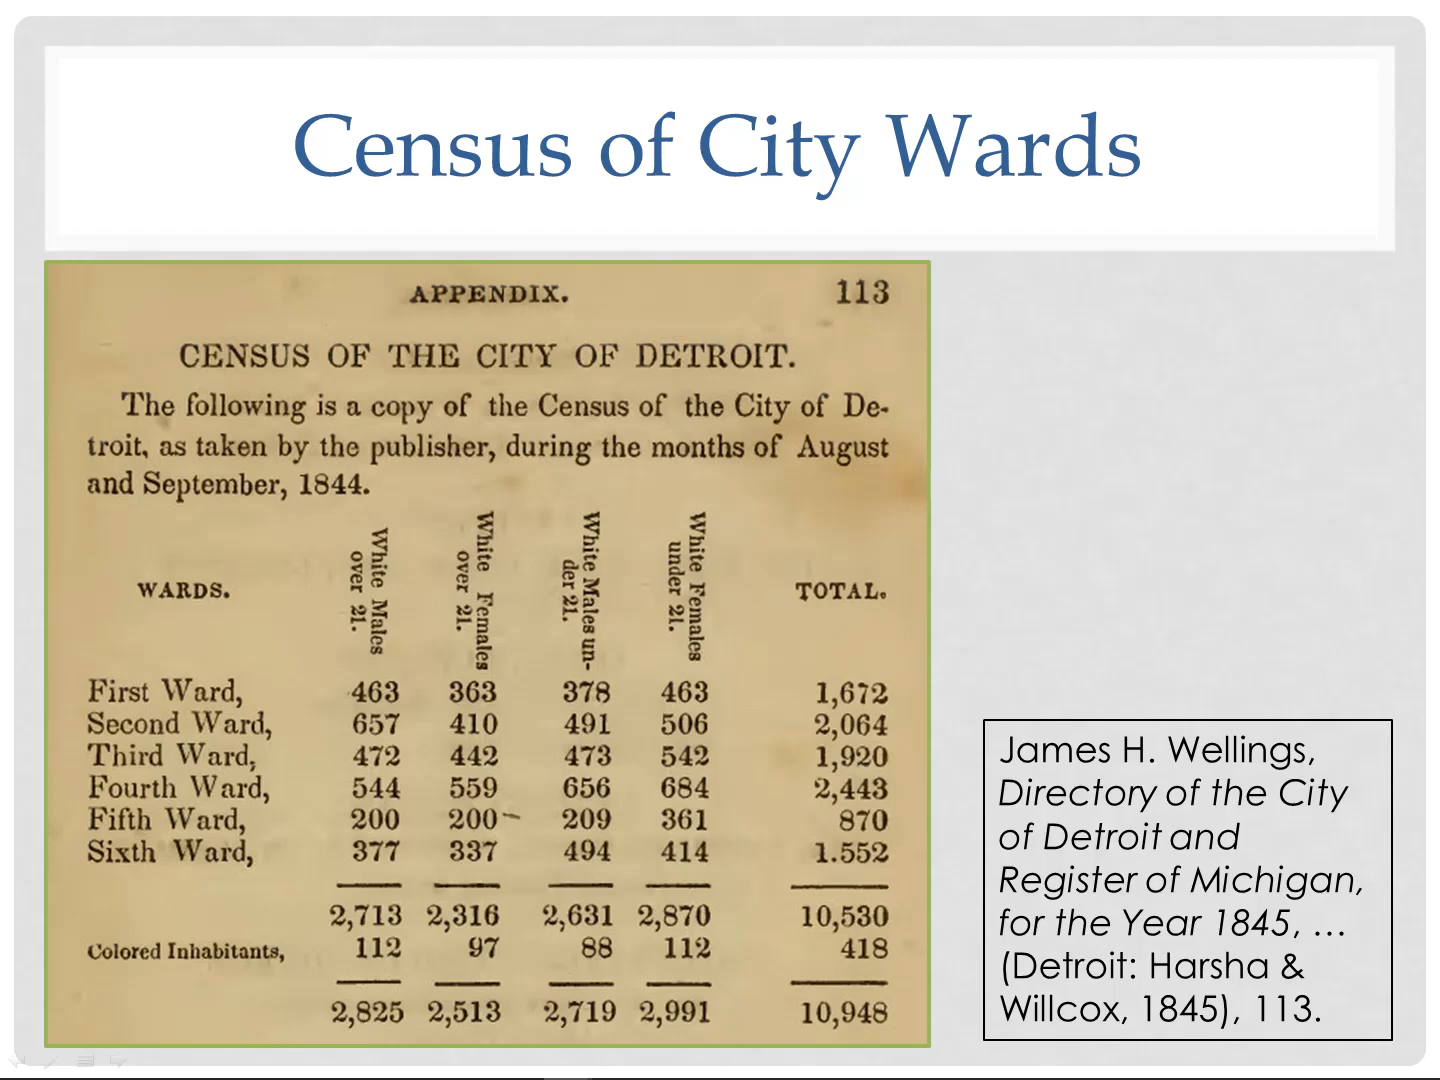 Census of City Wards
APPENDIX. 113
CENSUS OF THE CITY OF DETROIT.
The following is a copy of the Census of the City of De-
troit, as taken by the publisher, during the months of August
and September, 1844.
WARDS. White Males over 21. White Females over 21. White Males un-der 21. White Females under 21. TOTAL.
First Ward, 463 363 378 463 1,672
Second Ward, 657 410 491 506 2,064
Third Ward, 472 442 473 542 1,920
Fourth Ward, 544 559 656 684 2,443
Fifth Ward, 200 200 209 361 870
Sixth Ward, 377 337 494 414 1.552
2,713 2,316 2,631 2,870 10,530
Colored Inhabitants, 112 97 88 112 418
2,825 2,513 2,719 2,991 10,948
James H. Wellings,
Directory of the City
of Detroit and
Register of Michigan,
for the Year 1845, …
(Detroit: Harsha &
Willcox, 1845), 113.